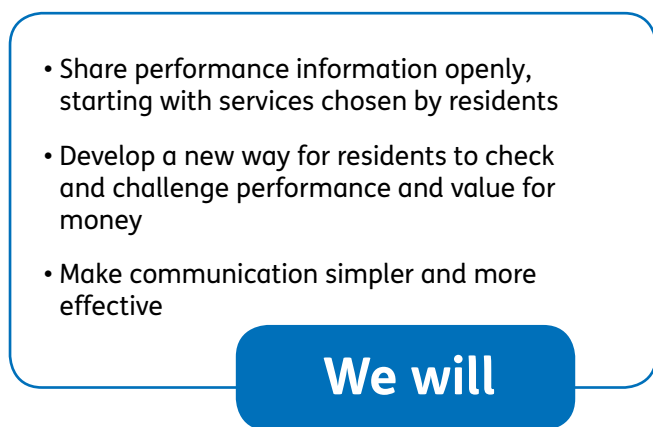 • Share performance information openly,
starting with services chosen by residents
• Develop a new way for residents to check
and challenge performance and value for
money
• Make communication simpler and more
effective
We will